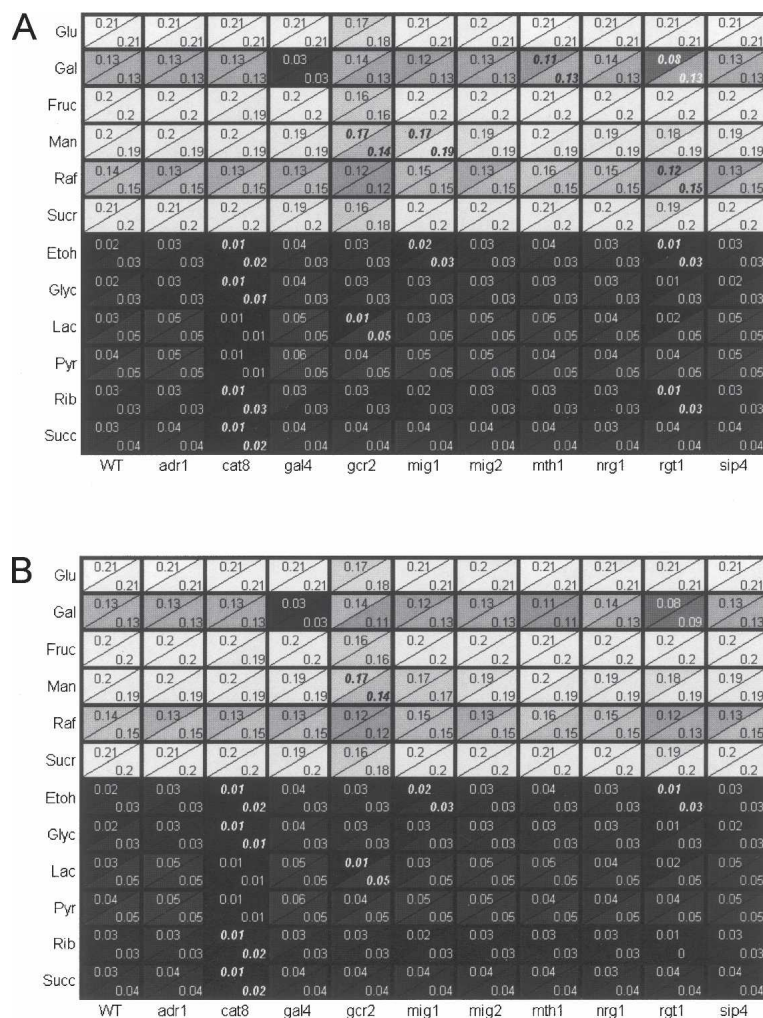 A
0.21 0.21 0.21 0.21 0.17 0.21 0.21 0.21 0.21 0.21 0.21
Glu
0.21 0.21 0.21 0.21 0.18 0.21 0.21 0.21 0.21 0.21 0.21
0.13 0.13 0.13 0.03 0.14 0.12 0.13 0.11 0.14 0.08 0.13
Gal
0.13 0.13 0.13 0.03 0.13 0.13 0.13 0.13 0.13 0.13 0.13
0.2 0.2 0.2 0.2 0.16 0.2 0.2 0.21 0.2 0.2 0.2
Fruc
0.2 0.2 0.2 0.2 0.16 0.2 0.2 0.2 0.2 0.2 0.2
0.2 0.2 0.2 0.19 0.17 0.17 0.19 0.2 0.19 0.18 0.19
Man
0.19 0.19 0.19 0.19 0.14 0.19 0.19 0.19 0.19 0.19 0.19
0.14 0.13 0.13 0.13 0.12 0.15 0.13 0.16 0.15 0.12 0.13
Raf
0.15 0.15 0.15 0.15 0.12 0.15 0.15 0.15 0.15 0.15 0.15
0.21 0.21 0.2 0.19 0.16 0.2 0.2 0.21 0.2 0.19 0.2
Sucr
0.2 0.2 0.2 0.2 0.18 0.2 0.2 0.2 0.2 0.2 0.2
0.02 0.03 0.01 0.04 0.03 0.02 0.03 0.04 0.03 0.01 0.03
Etoh
0.03 0.03 0.02 0.03 0.03 0.03 0.03 0.03 0.03 0.03 0.03
0.02 0.03 0.01 0.04 0.03 0.03 0.03 0.03 0.03 0.01 0.02
Glyc
0.03 0.03 0.01 0.03 0.03 0.03 0.03 0.03 0.03 0.03 0.03
0.03 0.05 0.01 0.05 0.01 0.03 0.05 0.05 0.04 0.02 0.05
Lac
0.05 0.05 0.01 0.05 0.05 0.05 0.05 0.05 0.05 0.05 0.05
0.04 0.05 0.01 0.06 0.04 0.05 0.05 0.04 0.04 0.04 0.04
Pyr
0.05 0.05 0.01 0.05 0.05 0.05 0.05 0.05 0.05 0.05 0.05
0.03 0.03 0.01 0.03 0.03 0.02 0.03 0.03 0.03 0.01 0.03
Rib
0.03 0.03 0.03 0.03 0.03 0.03 0.03 0.03 0.03 0.03 0.03
0.03 0.04 0.01 0.04 0.04 0.04 0.04 0.04 0.04 0.04 0.04
Succ
0.04 0.04 0.02 0.04 0.04 0.04 0.04 0.04 0.04 0.04 0.04
WT adr1 cat8 gal4 gcr2 mig1 mig2 mth1 nrg1 rgt1 sip4
B
0.21 0.21 0.21 0.21 0.17 0.21 0.21 0.21 0.21 0.21 0.21
Glu
0.21 0.21 0.21 0.21 0.18 0.21 0.21 0.21 0.21 0.21 0.21
0.13 0.13 0.13 0.03 0.14 0.12 0.13 0.11 0.14 0.08 0.13
Gal
0.13 0.13 0.13 0.03 0.11 0.13 0.13 0.11 0.13 0.09 0.13
0.2 0.2 0.2 0.2 0.16 0.2 0.2 0.21 0.2 0.2 0.2
Fruc
0.2 0.2 0.19 0.2 0.16 0.2 0.2 0.2 0.2 0.2 0.2
0.2 0.2 0.2 0.19 0.17 0.17 0.19 0.2 0.19 0.18 0.19
Man
0.19 0.19 0.19 0.19 0.14 0.17 0.19 0.19 0.19 0.19 0.19
0.14 0.13 0.13 0.13 0.12 0.15 0.13 0.16 0.15 0.12 0.13
Raf
0.15 0.15 0.15 0.15 0.12 0.15 0.15 0.15 0.15 0.13 0.15
0.21 0.21 0.2 0.19 0.16 0.2 0.2 0.21 0.2 0.19 0.2
Sucr
0.2 0.2 0.2 0.2 0.18 0.2 0.2 0.2 0.2 0.2 0.2
0.02 0.03 0.01 0.04 0.03 0.02 0.03 0.04 0.03 0.01 0.03
Etoh
0.03 0.03 0.02 0.03 0.03 0.03 0.03 0.03 0.03 0.03 0.03
0.02 0.03 0.01 0.04 0.03 0.03 0.03 0.03 0.03 0.01 0.02
Glyc
0.03 0.03 0.01 0.03 0.03 0.03 0.03 0.03 0.03 0.03 0.03
0.03 0.05 0.01 0.05 0.01 0.03 0.05 0.05 0.04 0.02 0.05
Lac
0.05 0.05 0.01 0.05 0.05 0.05 0.05 0.05 0.05 0.05 0.05
0.04 0.05 0.01 0.06 0.04 0.05 0.05 0.04 0.04 0.04 0.04
Pyr
0.05 0.05 0.01 0.05 0.05 0.05 0.05 0.05 0.05 0.05 0.05
0.03 0.03 0.01 0.03 0.03 0.02 0.03 0.03 0.03 0.01 0.03
Rib
0.03 0.03 0.02 0.03 0.03 0.03 0.03 0.03 0.03 0 0.03
0.03 0.04 0.01 0.04 0.04 0.04 0.04 0.04 0.04 0.04 0.04
Succ
0.04 0.04 0.02 0.04 0.04 0.04 0.04 0.04 0.04 0.04 0.04
WT adr1 cat8 gal4 gcr2 mig1 mig2 mth1 nrg1 rgt1 sip4